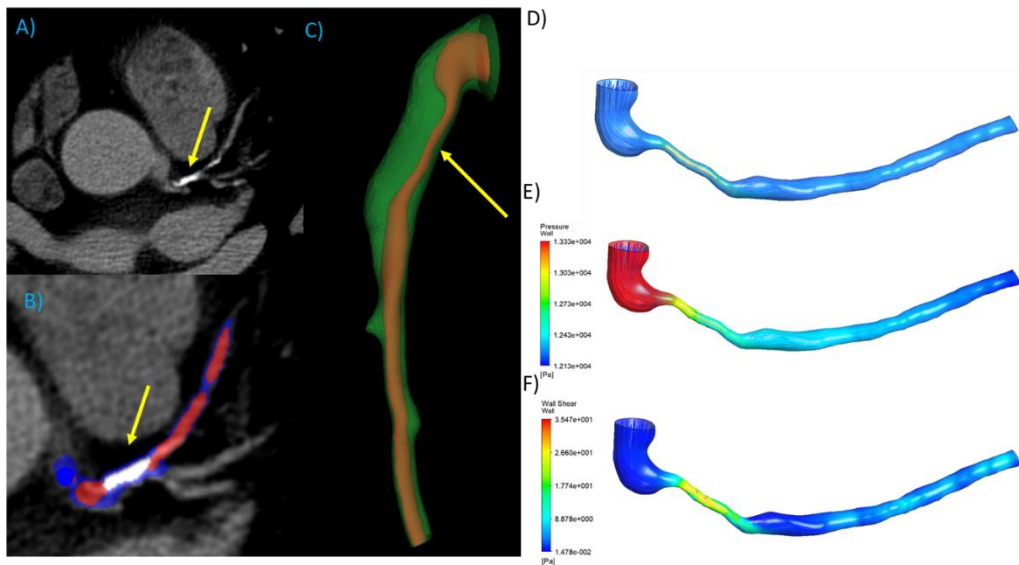 A)
B)
C)
D)
E)
Pressure
Wall
1.333e+004
1.303e+004
1.273e+004
1.243e+004
1.213e+004
[Pa]
F)
Wall Shear
Wall
3.547e+001
2.660e+001
1.774e+001
8.878e+000
1.478e-002
[Pa]